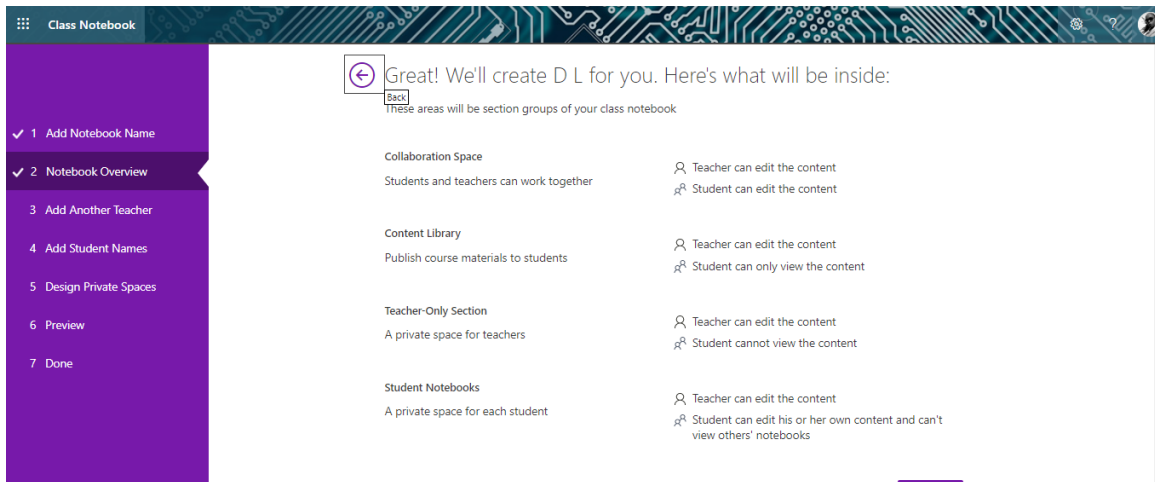 Class Notebook
?
Great! We'll create D L for you. Here's what will be inside:
Back
These areas will be section groups of your class notebook
1 Add Notebook Name
2 Notebook Overview
3 Add Another Teacher
4 Add Student Names
5 Design Private Spaces
6 Preview
7 Done
Collaboration Space
Students and teachers can work together
Teacher can edit the content
Student can edit the content
Content Library
Publish course materials to students
Teacher can edit the content
Student can only view the content
Teacher-Only Section
A private space for teachers
Teacher can edit the content
Student cannot view the content
Student Notebooks
A private space for each student
Teacher can edit the content
Student can edit his or her own content and can't
view others' notebooks